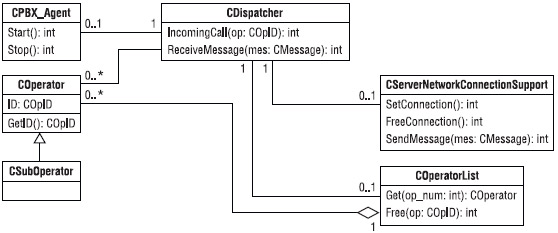 CPBX_Agent
Start(): int
Stop(): int
0..1
1
CDispatcher
IncomingCall(op: COpID): int
ReceiveMessage(mes: CMessage): int
1
1
COperator
ID: COpID
GetID(): COpID
0..*
0..*
CSubOperator
CServerNetworkConnectionSupport
SetConnection(): int
FreeConnection(): int
SendMessage(mes: CMessage): int
0..1
COperatorList
Get(op_num: int): COperator
Free(op: COpID): int
0..1
1